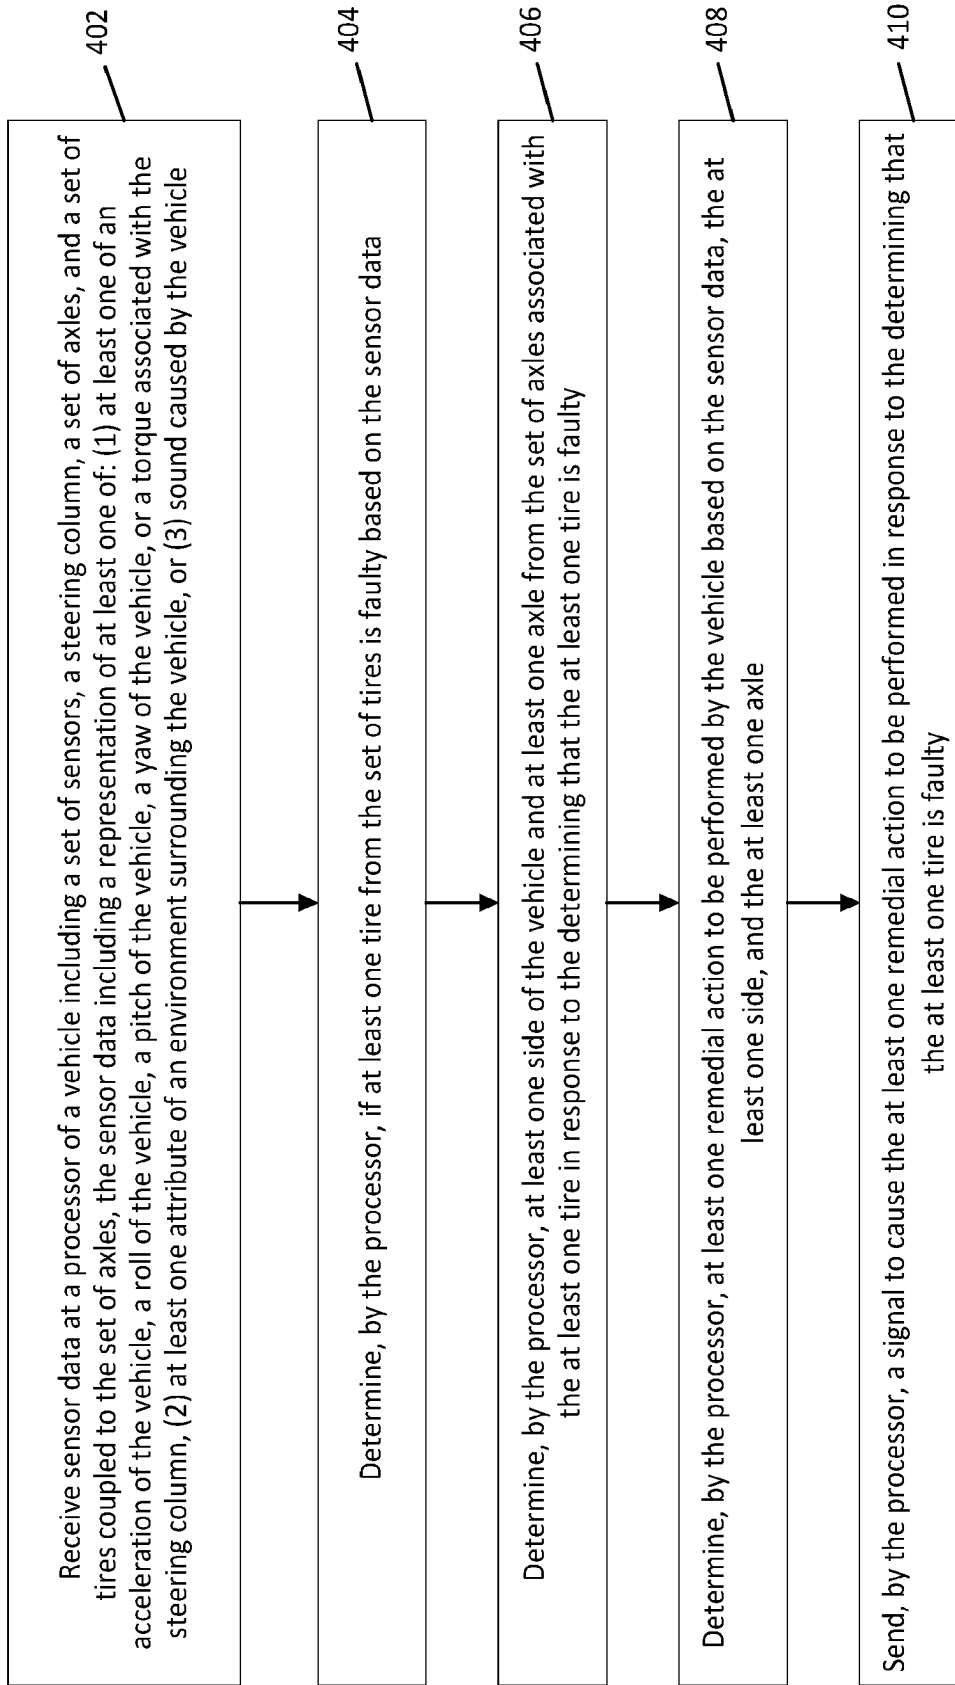 Receive sensor data at a processor of a vehicle including a set of sensors, a steering column, a set of axles, and a set of
tires coupled to the set of axles, the sensor data including a representation of at least one of: (1) at least one of an
acceleration of the vehicle, a roll of the vehicle, a pitch of the vehicle, a yaw of the vehicle, or a torque associated with the
steering column, (2) at least one attribute of an environment surrounding the vehicle, or (3) sound caused by the vehicle
402
Determine, by the processor, if at least one tire from the set of tires is faulty based on the sensor data
404
Determine, by the processor, at least one side of the vehicle and at least one axle from the set of axles associated with
the at least one tire in response to the determining that the at least one tire is faulty
406
Determine, by the processor, at least one remedial action to be performed by the vehicle based on the sensor data, the at
least one side, and the at least one axle
408
Send, by the processor, a signal to cause the at least one remedial action to be performed in response to the determining that
the at least one tire is faulty
410